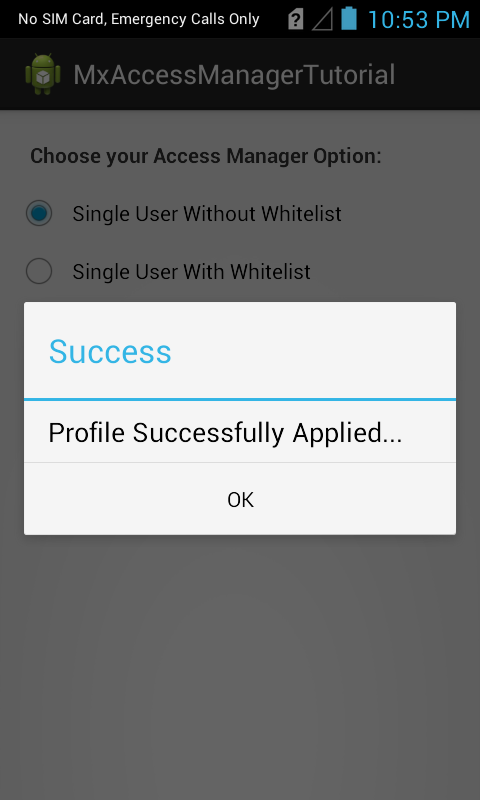 No SIM Card, Emergency Calls Only 10:53 PM
MxAccessManagerTutorial
Choose your Access Manager Option:
Single User Without Whitelist
Single User With Whitelist
Success
Profile Successfully Applied...
OK